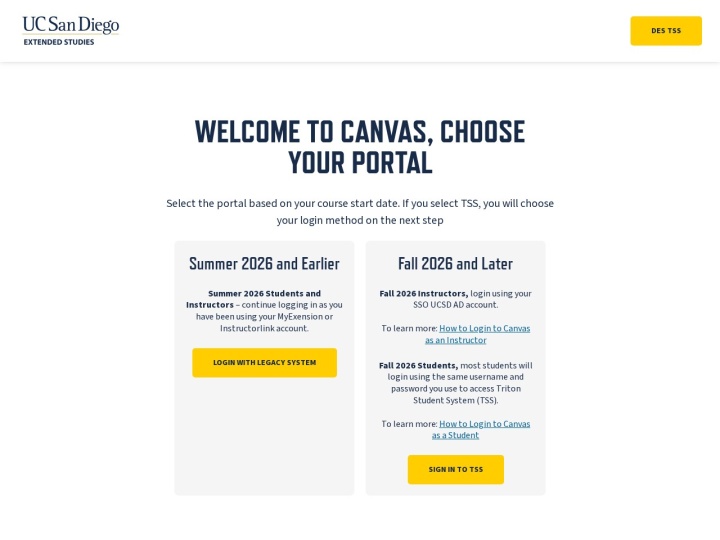 UC San Diego
EXTENDED STUDIES
DES TSS
WELCOME TO CANVAS, CHOOSE
YOUR PORTAL
Select the portal based on your course start date. If you select TSS, you will choose
your login method on the next step
Summer 2026 and Earlier
Summer 2026 Students and
Instructors – continue logging in as you
have been using your MyExension or
Instructorlink account.
LOGIN WITH LEGACY SYSTEM
Fall 2026 and Later
Fall 2026 Instructors, login using your
SSO UCSD AD account.
To learn more: How to Login to Canvas
as an Instructor
Fall 2026 Students, most students will
login using the same username and
password you use to access Triton
Student System (TSS).
To learn more: How to Login to Canvas
as a Student
SIGN IN TO TSS